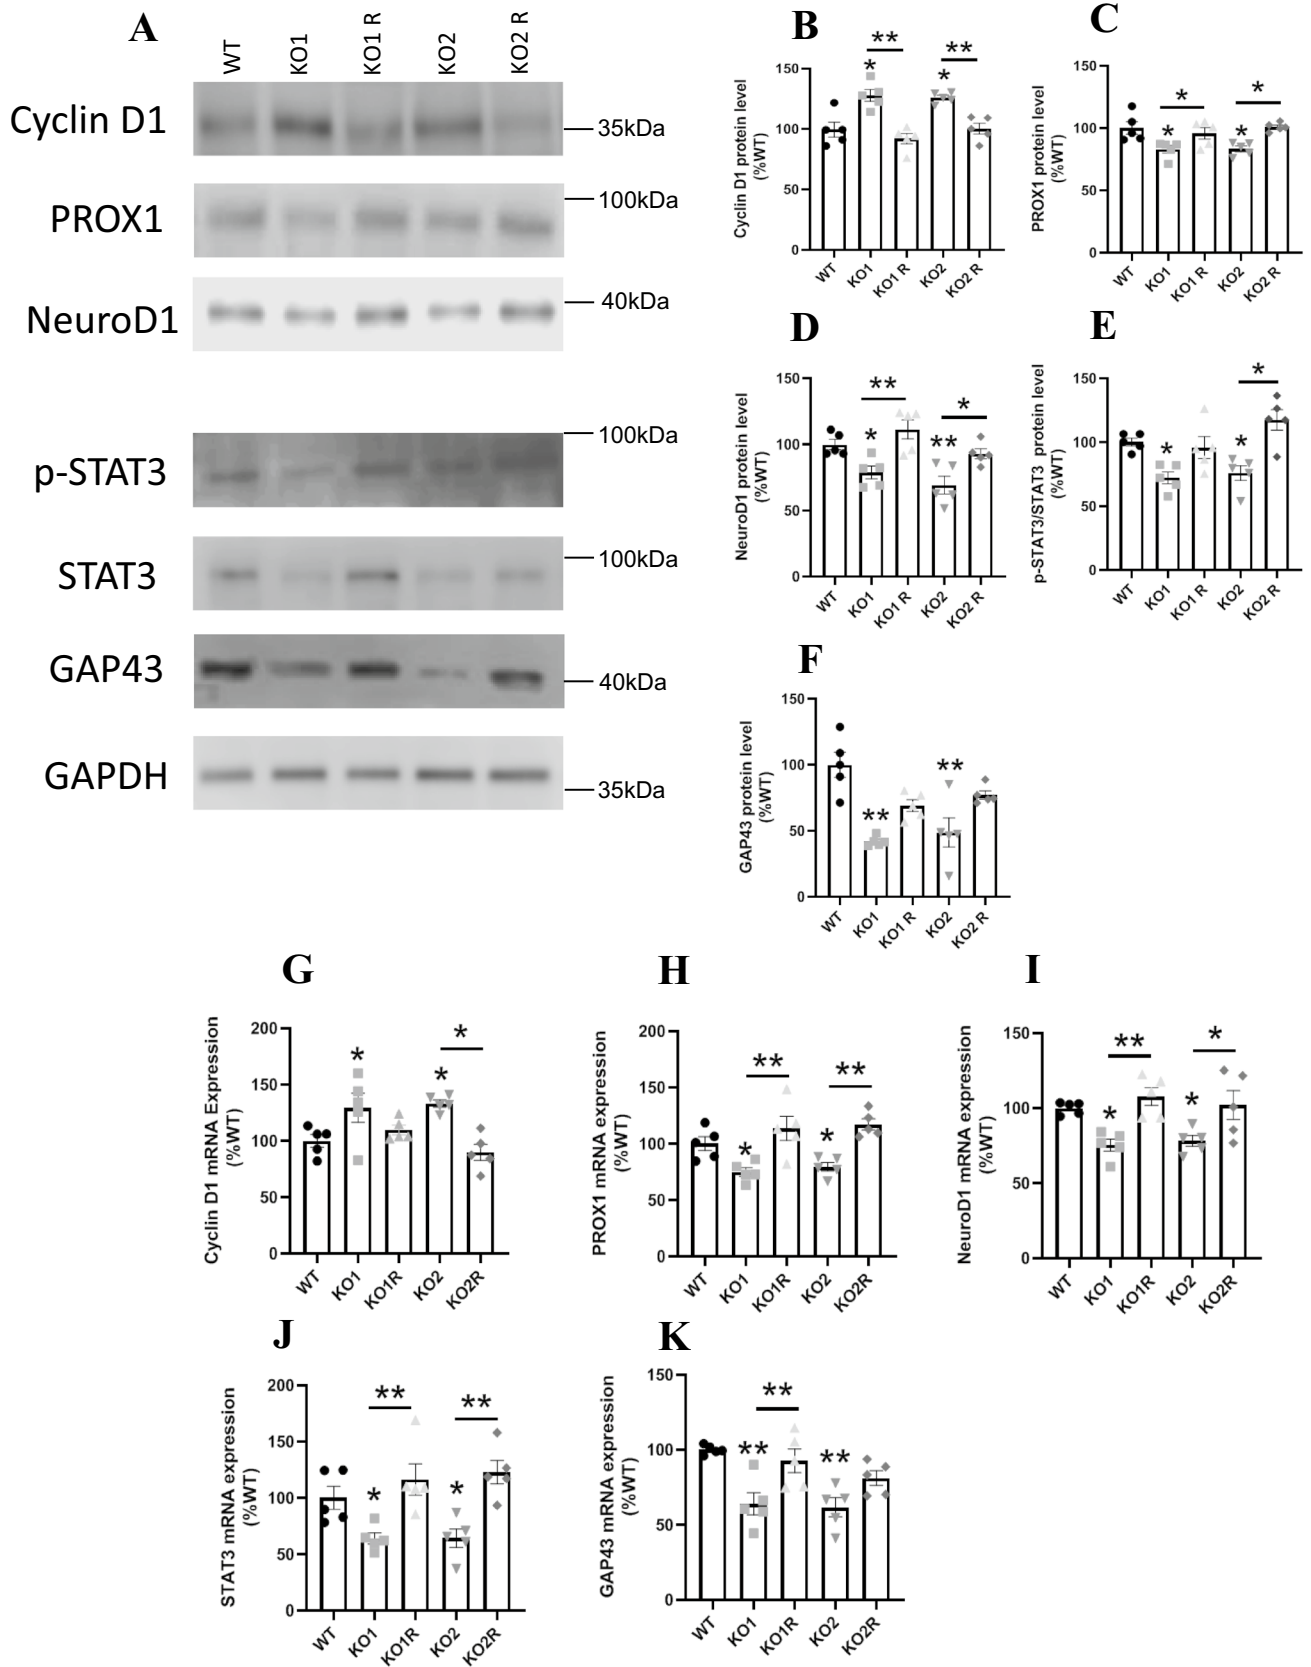 A
WT
KO1
KO1 R
KO2
KO2 R
Cyclin D1
35kDa
PROX1
100kDa
NeuroD1
40kDa
p-STAT3
100kDa
STAT3
100kDa
GAP43
40kDa
GAPDH
35kDa
B
Cyclin D1 protein level
(%WT)
150
100
50
0
** **
* *
WT KO1 KO1 R KO2 KO2 R
C
PROX1 protein level
(%WT)
150
100
50
0
* *
* *
WT KO1 KO1 R KO2 KO2 R
D
NeuroD1 protein level
(%WT)
150
100
50
0
** *
* **
WT KO1 KO1 R KO2 KO2 R
E
p-STAT3/STAT3 protein level
(%WT)
150
100
50
0
*
* *
WT KO1 KO1 R KO2 KO2 R
F
GAP43 protein level
(%WT)
150
100
50
0
** **
WT KO1 KO1 R KO2 KO2 R
G
Cyclin D1 mRNA Expression
(%WT)
200
150
100
50
0
*
* *
WT KO1 KO1R KO2 KO2R
H
PROX1 mRNA expression
(%WT)
200
150
100
50
0
** **
* *
WT KO1 KO1R KO2 KO2R
I
NeuroD1 mRNA expression
(%WT)
150
100
50
0
** *
* *
WT KO1 KO1R KO2 KO2R
J
STAT3 mRNA expression
(%WT)
200
150
100
50
0
** **
* *
WT KO1 KO1R KO2 KO2R
K
GAP43 mRNA expression
(%WT)
150
100
50
0
**
** **
WT KO1 KO1R KO2 KO2R